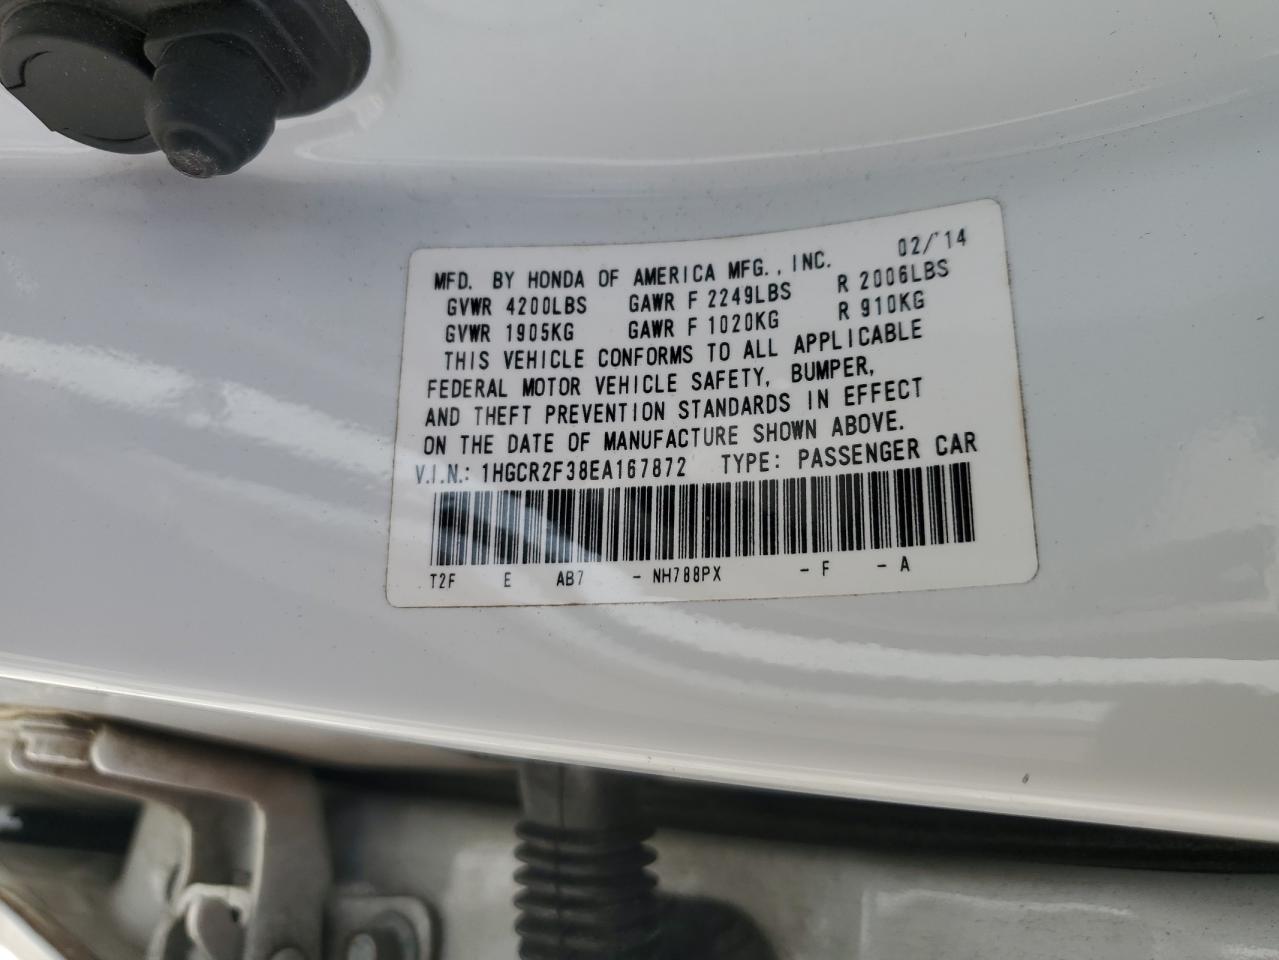 02/'14
MFD. BY HONDA OF AMERICA MFG., INC.
GVWR 4200LBS GAWR F 2249LBS R 2006LBS
GVWR 1905KG GAWR F 1020KG R 910KG
THIS VEHICLE CONFORMS TO ALL APPLICABLE
FEDERAL MOTOR VEHICLE SAFETY, BUMPER,
AND THEFT PREVENTION STANDARDS IN EFFECT
ON THE DATE OF MANUFACTURE SHOWN ABOVE.
V.I.N.: 1HGCR2F38EA167872 TYPE: PASSENGER CAR
T2F E AB7 - NH788PX - F - A